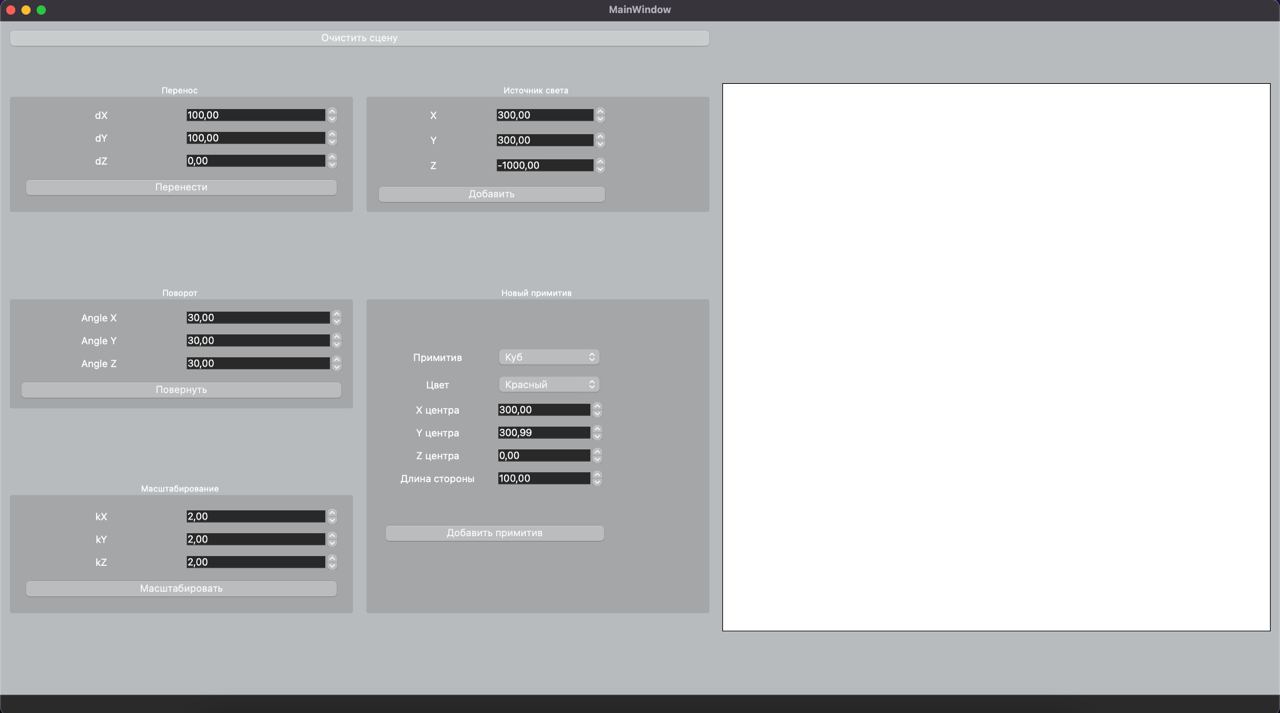 MainWindow
Очистить сцену
Перенос
dX 100,00
dY 100,00
dZ 0,00
Перенести
Источник света
X 300,00
Y 300,00
Z -1000,00
Добавить
Поворот
Angle X 30,00
Angle Y 30,00
Angle Z 30,00
Повернуть
Новый примитив
Примитив Куб
Цвет Красный
X центра 300,00
Y центра 300,99
Z центра 0,00
Длина стороны 100,00
Добавить примитив
Масштабирование
kX 2,00
kY 2,00
kZ 2,00
Масштабировать